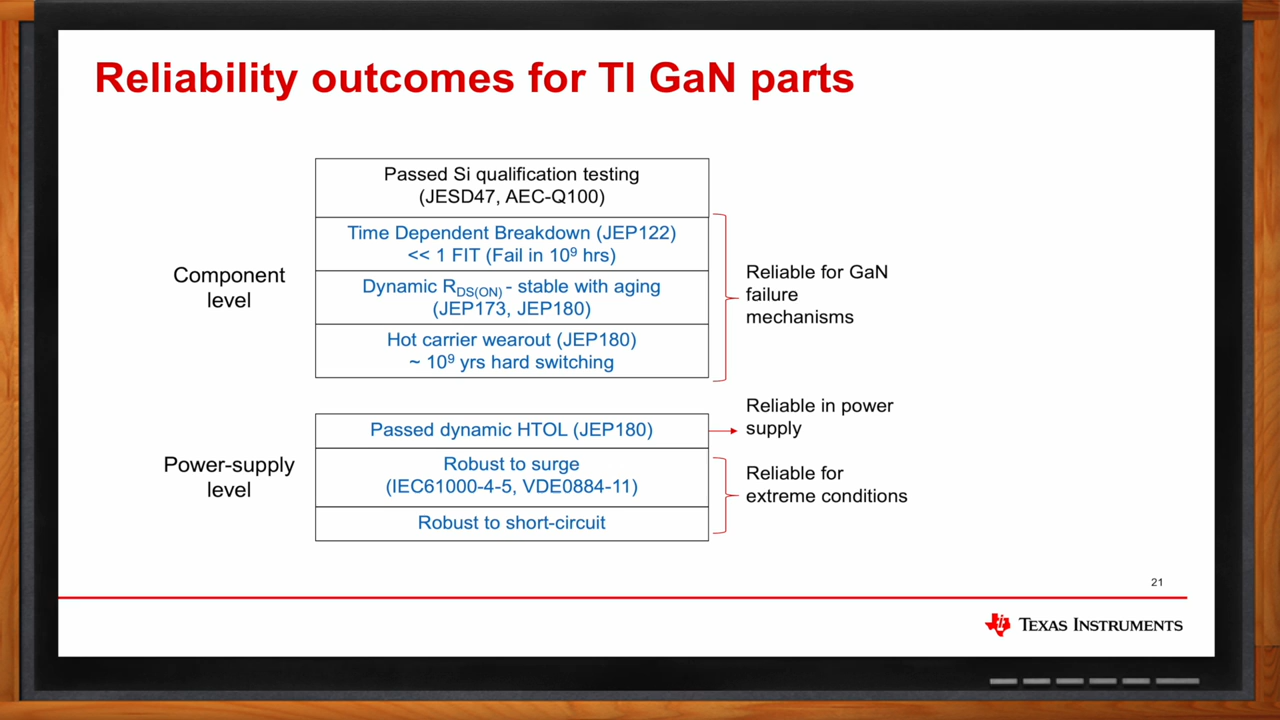 Reliability outcomes for TI GaN parts
Component
level
Passed Si qualification testing
(JESD47, AEC-Q100)
Time Dependent Breakdown (JEP122)
<< 1 FIT (Fail in 10⁹ hrs)
Dynamic RDS(ON) - stable with aging
(JEP173, JEP180)
Hot carrier wearout (JEP180)
~ 10⁹ yrs hard switching
Reliable for GaN
failure
mechanisms
Power-supply
level
Passed dynamic HTOL (JEP180)
Robust to surge
(IEC61000-4-5, VDE0884-11)
Robust to short-circuit
Reliable in power
supply
Reliable for
extreme conditions
21
TEXAS INSTRUMENTS